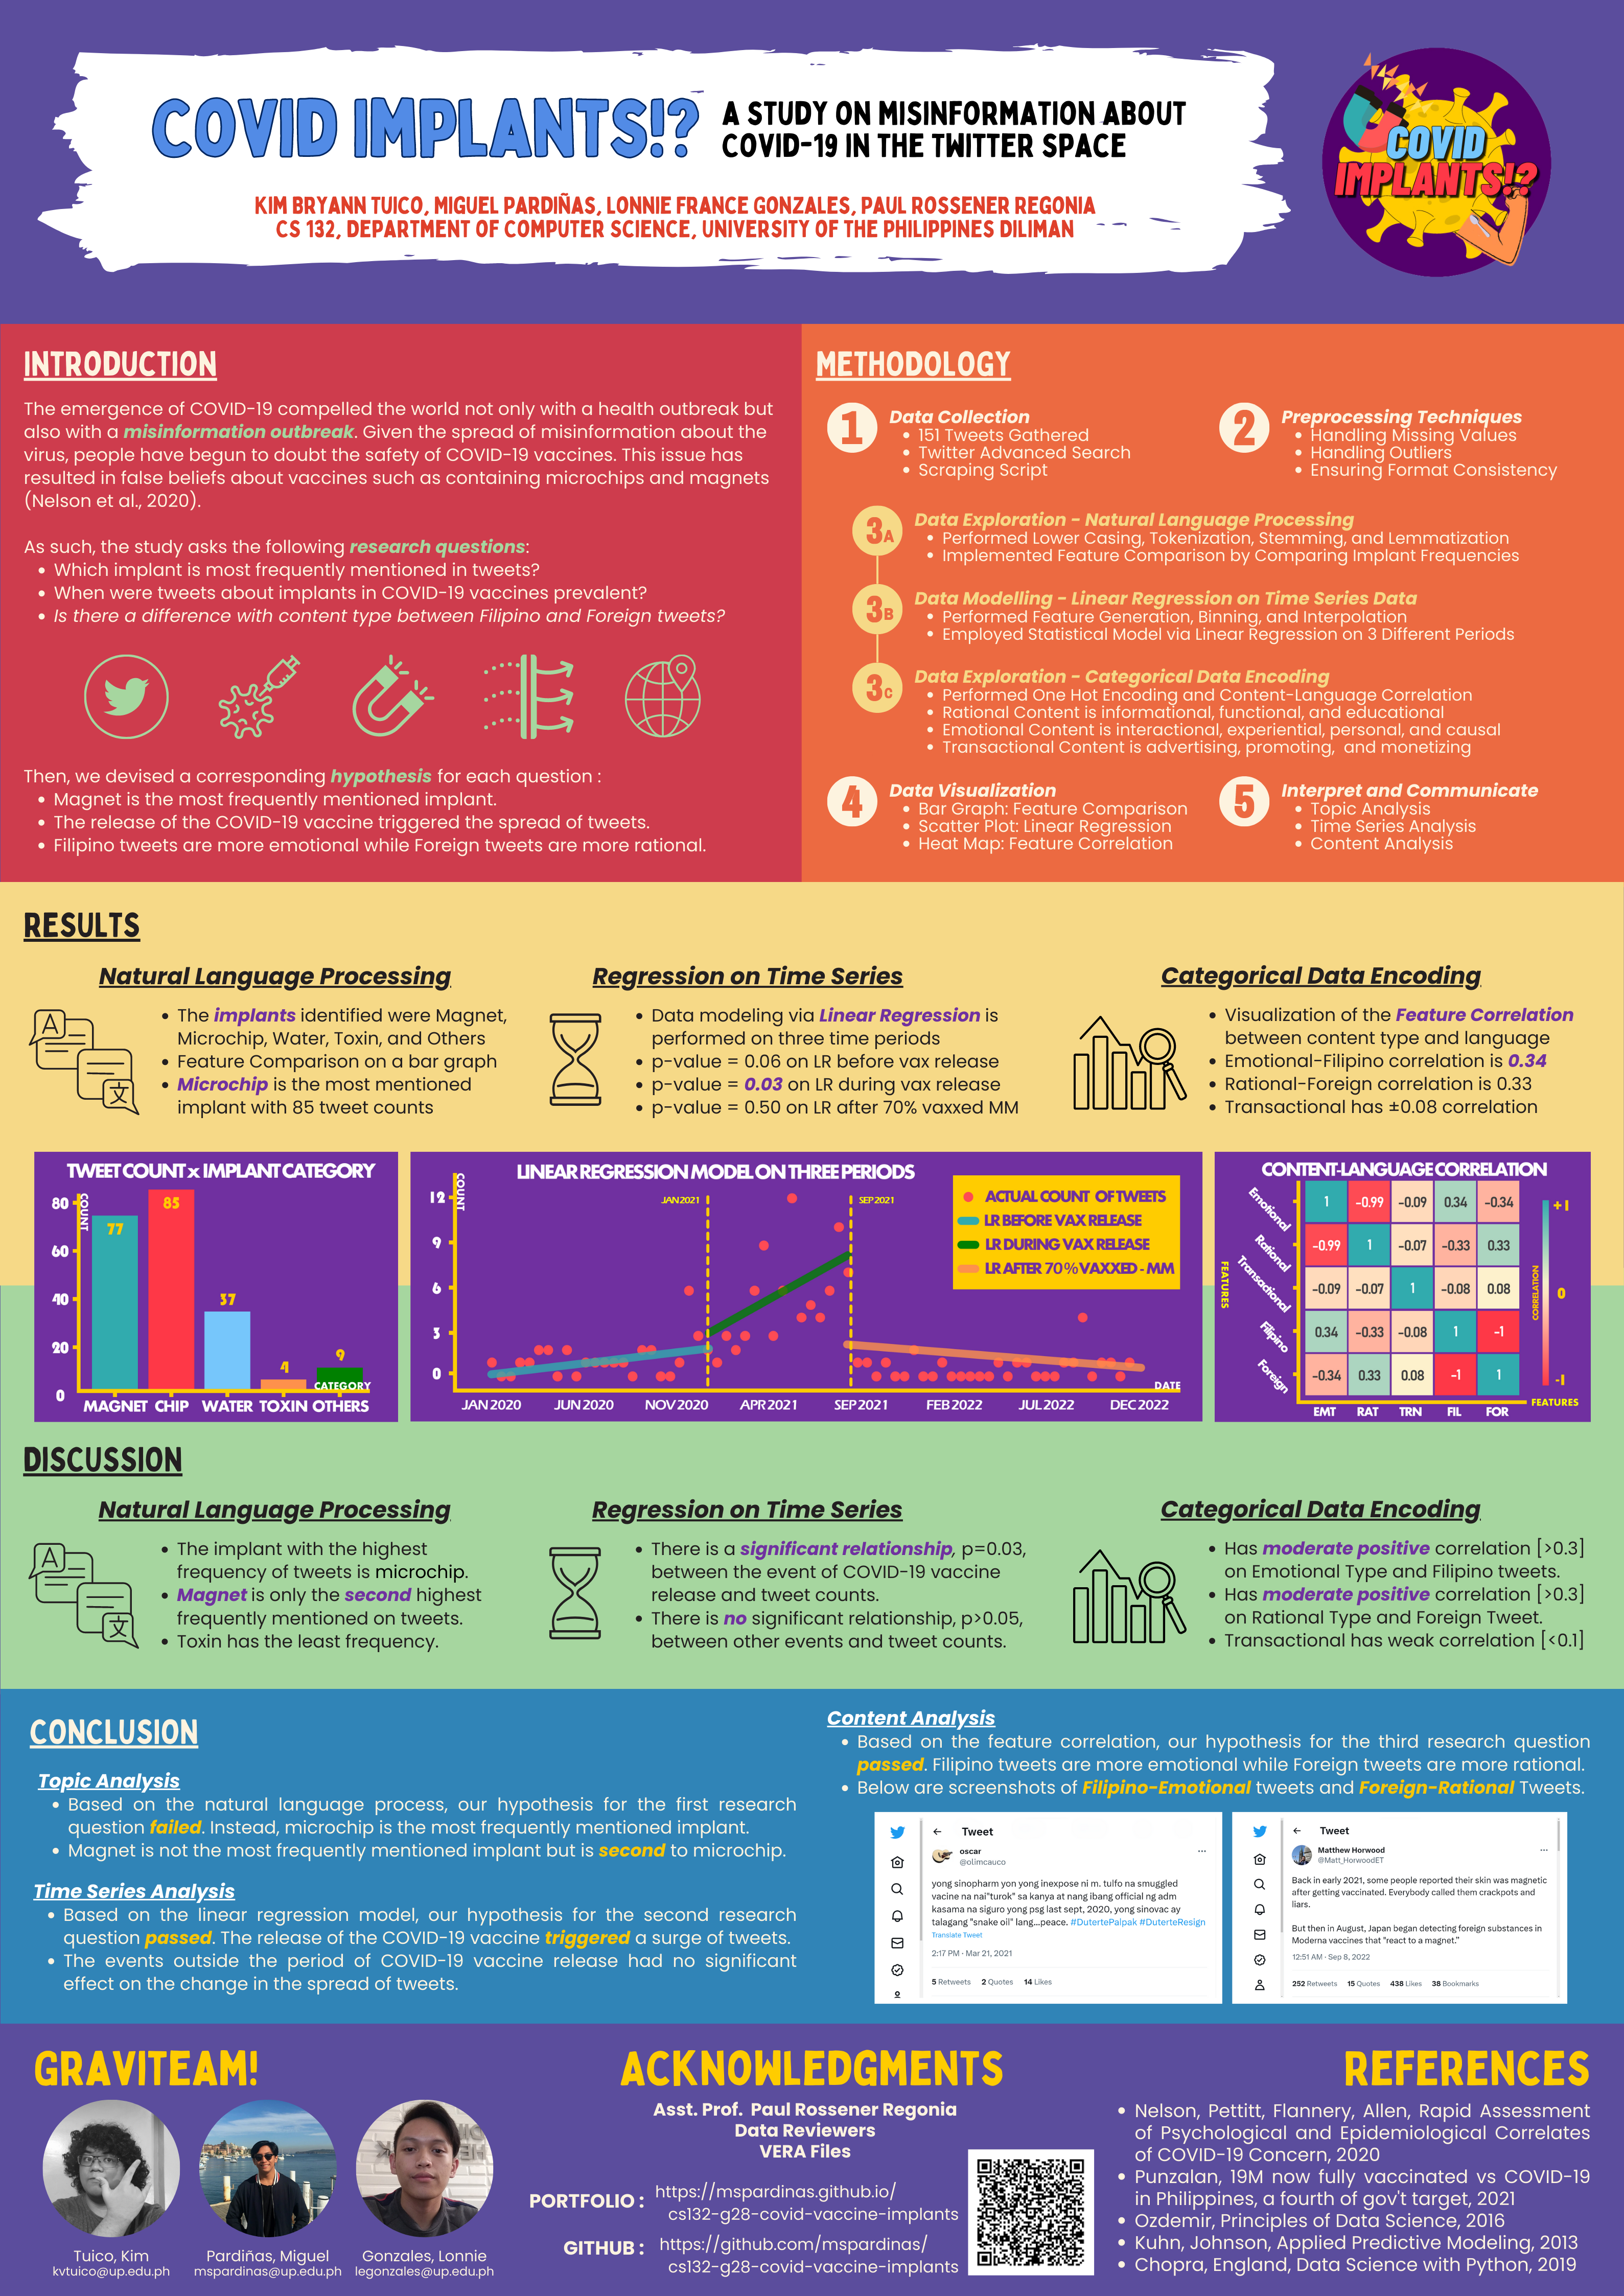 COVID IMPLANTS!?
A STUDY ON MISINFORMATION ABOUT
COVID-19 IN THE TWITTER SPACE
KIM BRYANN TUICO, MIGUEL PARDIÑAS, LONNIE FRANCE GONZALES, PAUL ROSSENER REGONIA
CS 132, DEPARTMENT OF COMPUTER SCIENCE, UNIVERSITY OF THE PHILIPPINES DILIMAN
COVID
IMPLANTS!?
INTRODUCTION
The emergence of COVID-19 compelled the world not only with a health outbreak but
also with a misinformation outbreak. Given the spread of misinformation about the
virus, people have begun to doubt the safety of COVID-19 vaccines. This issue has
resulted in false beliefs about vaccines such as containing microchips and magnets
(Nelson et al., 2020).
As such, the study asks the following research questions:
• Which implant is most frequently mentioned in tweets?
• When were tweets about implants in COVID-19 vaccines prevalent?
• Is there a difference with content type between Filipino and Foreign tweets?
Then, we devised a corresponding hypothesis for each question :
• Magnet is the most frequently mentioned implant.
• The release of the COVID-19 vaccine triggered the spread of tweets.
• Filipino tweets are more emotional while Foreign tweets are more rational.
METHODOLOGY
1
Data Collection
• 151 Tweets Gathered
• Twitter Advanced Search
• Scraping Script
2
Preprocessing Techniques
• Handling Missing Values
• Handling Outliers
• Ensuring Format Consistency
3A
Data Exploration - Natural Language Processing
• Performed Lower Casing, Tokenization, Stemming, and Lemmatization
• Implemented Feature Comparison by Comparing Implant Frequencies
3B
Data Modelling - Linear Regression on Time Series Data
• Performed Feature Generation, Binning, and Interpolation
• Employed Statistical Model via Linear Regression on 3 Different Periods
3C
Data Exploration - Categorical Data Encoding
• Performed One Hot Encoding and Content-Language Correlation
• Rational Content is informational, functional, and educational
• Emotional Content is interactional, experiential, personal, and causal
• Transactional Content is advertising, promoting, and monetizing
4
Data Visualization
• Bar Graph: Feature Comparison
• Scatter Plot: Linear Regression
• Heat Map: Feature Correlation
5
Interpret and Communicate
• Topic Analysis
• Time Series Analysis
• Content Analysis
RESULTS
Natural Language Processing
A
文
• The implants identified were Magnet,
Microchip, Water, Toxin, and Others
• Feature Comparison on a bar graph
• Microchip is the most mentioned
implant with 85 tweet counts
Regression on Time Series
• Data modeling via Linear Regression is
performed on three time periods
• p-value = 0.06 on LR before vax release
• p-value = 0.03 on LR during vax release
• p-value = 0.50 on LR after 70% vaxxed MM
Categorical Data Encoding
• Visualization of the Feature Correlation
between content type and language
• Emotional-Filipino correlation is 0.34
• Rational-Foreign correlation is 0.33
• Transactional has ±0.08 correlation
TWEET COUNT x IMPLANT CATEGORY
COUNT
80
60
40
20
0
77
85
37
4
9
CATEGORY
MAGNET CHIP WATER TOXIN OTHERS
LINEAR REGRESSION MODEL ON THREE PERIODS
COUNT
12
9
6
3
0
JAN 2021
SEP 2021
ACTUAL COUNT OF TWEETS
LR BEFORE VAX RELEASE
LR DURING VAX RELEASE
LR AFTER 70% VAXXED - MM
DATE
JAN 2020 JUN 2020 NOV 2020 APR 2021 SEP 2021 FEB 2022 JUL 2022 DEC 2022
CONTENT-LANGUAGE CORRELATION
FEATURES
Emotional 1 -0.99 -0.09 0.34 -0.34
Rational -0.99 1 -0.07 -0.33 0.33
Transactional -0.09 -0.07 1 -0.08 0.08
Filipino 0.34 -0.33 -0.08 1 -1
Foreign -0.34 0.33 0.08 -1 1
EMT RAT TRN FIL FOR
FEATURES
CORRELATION
+1
0
-1
DISCUSSION
Natural Language Processing
A
文
• The implant with the highest
frequency of tweets is microchip.
• Magnet is only the second highest
frequently mentioned on tweets.
• Toxin has the least frequency.
Regression on Time Series
• There is a significant relationship, p=0.03,
between the event of COVID-19 vaccine
release and tweet counts.
• There is no significant relationship, p>0.05,
between other events and tweet counts.
Categorical Data Encoding
• Has moderate positive correlation [>0.3]
on Emotional Type and Filipino tweets.
• Has moderate positive correlation [>0.3]
on Rational Type and Foreign Tweet.
• Transactional has weak correlation [<0.1]
CONCLUSION
Topic Analysis
• Based on the natural language process, our hypothesis for the first research
question failed. Instead, microchip is the most frequently mentioned implant.
• Magnet is not the most frequently mentioned implant but is second to microchip.
Time Series Analysis
• Based on the linear regression model, our hypothesis for the second research
question passed. The release of the COVID-19 vaccine triggered a surge of tweets.
• The events outside the period of COVID-19 vaccine release had no significant
effect on the change in the spread of tweets.
Content Analysis
• Based on the feature correlation, our hypothesis for the third research question
passed. Filipino tweets are more emotional while Foreign tweets are more rational.
• Below are screenshots of Filipino-Emotional tweets and Foreign-Rational Tweets.
← Tweet
oscar
@olimcauco
yong sinopharm yon yong inexpose ni m. tulfo na smuggled
vacine na nai"turok" sa kanya at nang ibang official ng adm
kasama na siguro yong psg last sept, 2020, yong sinovac ay
talagang "snake oil" lang...peace. #DutertePalpak #DuterteResign
Translate Tweet
2:17 PM · Mar 21, 2021
5 Retweets 2 Quotes 14 Likes
← Tweet
Matthew Horwood
@Matt_HorwoodET
Back in early 2021, some people reported their skin was magnetic
after getting vaccinated. Everybody called them crackpots and
liars.
But then in August, Japan began detecting foreign substances in
Moderna vaccines that "react to a magnet."
12:51 AM · Sep 8, 2022
252 Retweets 15 Quotes 438 Likes 38 Bookmarks
GRAVITEAM!
Tuico, Kim
kvtuico@up.edu.ph
Pardiñas, Miguel
mspardinas@up.edu.ph
Gonzales, Lonnie
legonzales@up.edu.ph
ACKNOWLEDGMENTS
Asst. Prof. Paul Rossener Regonia
Data Reviewers
VERA Files
PORTFOLIO : https://mspardinas.github.io/
cs132-g28-covid-vaccine-implants
GITHUB : https://github.com/mspardinas/
cs132-g28-covid-vaccine-implants
REFERENCES
• Nelson, Pettitt, Flannery, Allen, Rapid Assessment
of Psychological and Epidemiological Correlates
of COVID-19 Concern, 2020
• Punzalan, 19M now fully vaccinated vs COVID-19
in Philippines, a fourth of gov't target, 2021
• Ozdemir, Principles of Data Science, 2016
• Kuhn, Johnson, Applied Predictive Modeling, 2013
• Chopra, England, Data Science with Python, 2019